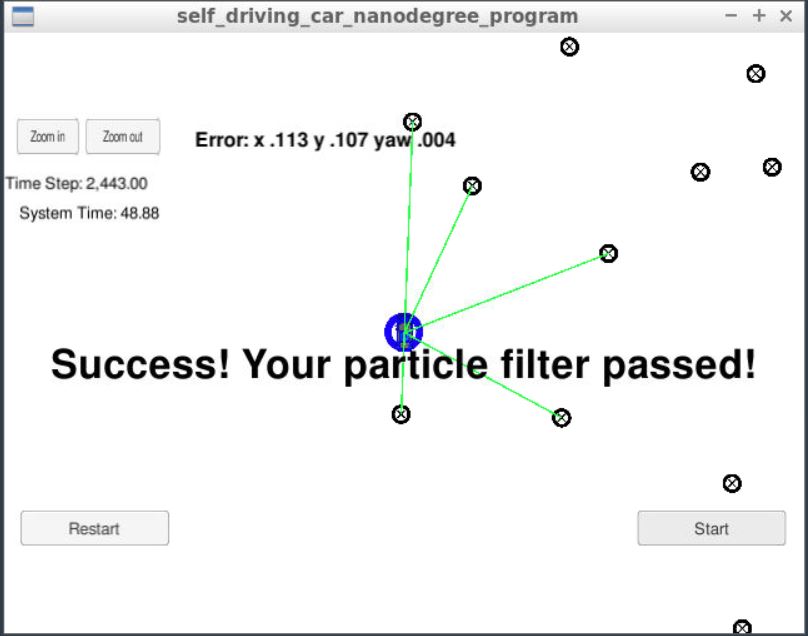 self_driving_car_nanodegree_program
Zoom in
Zoom out
Error: x .113 y .107 yaw .004
Time Step: 2,443.00
System Time: 48.88
Success! Your particle filter passed!
Restart
Start